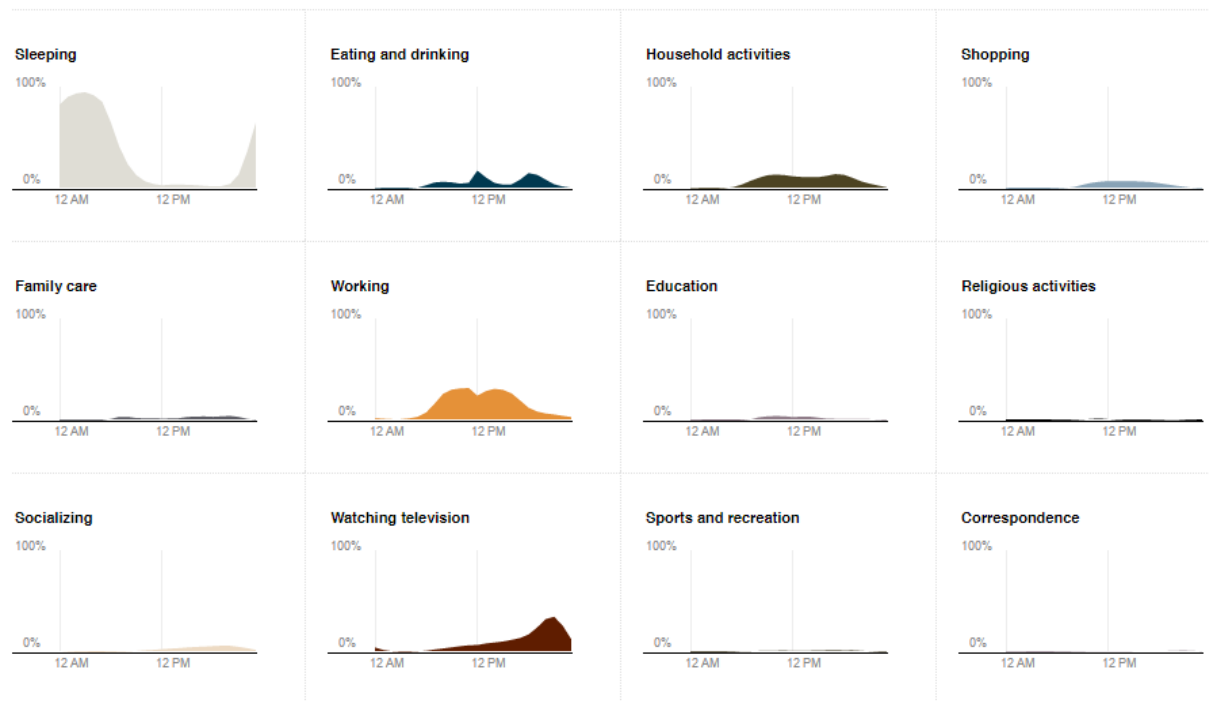 Sleeping
100%
0%
12 AM 12 PM
Eating and drinking
100%
0%
12 AM 12 PM
Household activities
100%
0%
12 AM 12 PM
Shopping
100%
0%
12 AM 12 PM
Family care
100%
0%
12 AM 12 PM
Working
100%
0%
12 AM 12 PM
Education
100%
0%
12 AM 12 PM
Religious activities
100%
0%
12 AM 12 PM
Socializing
100%
0%
12 AM 12 PM
Watching television
100%
0%
12 AM 12 PM
Sports and recreation
100%
0%
12 AM 12 PM
Correspondence
100%
0%
12 AM 12 PM